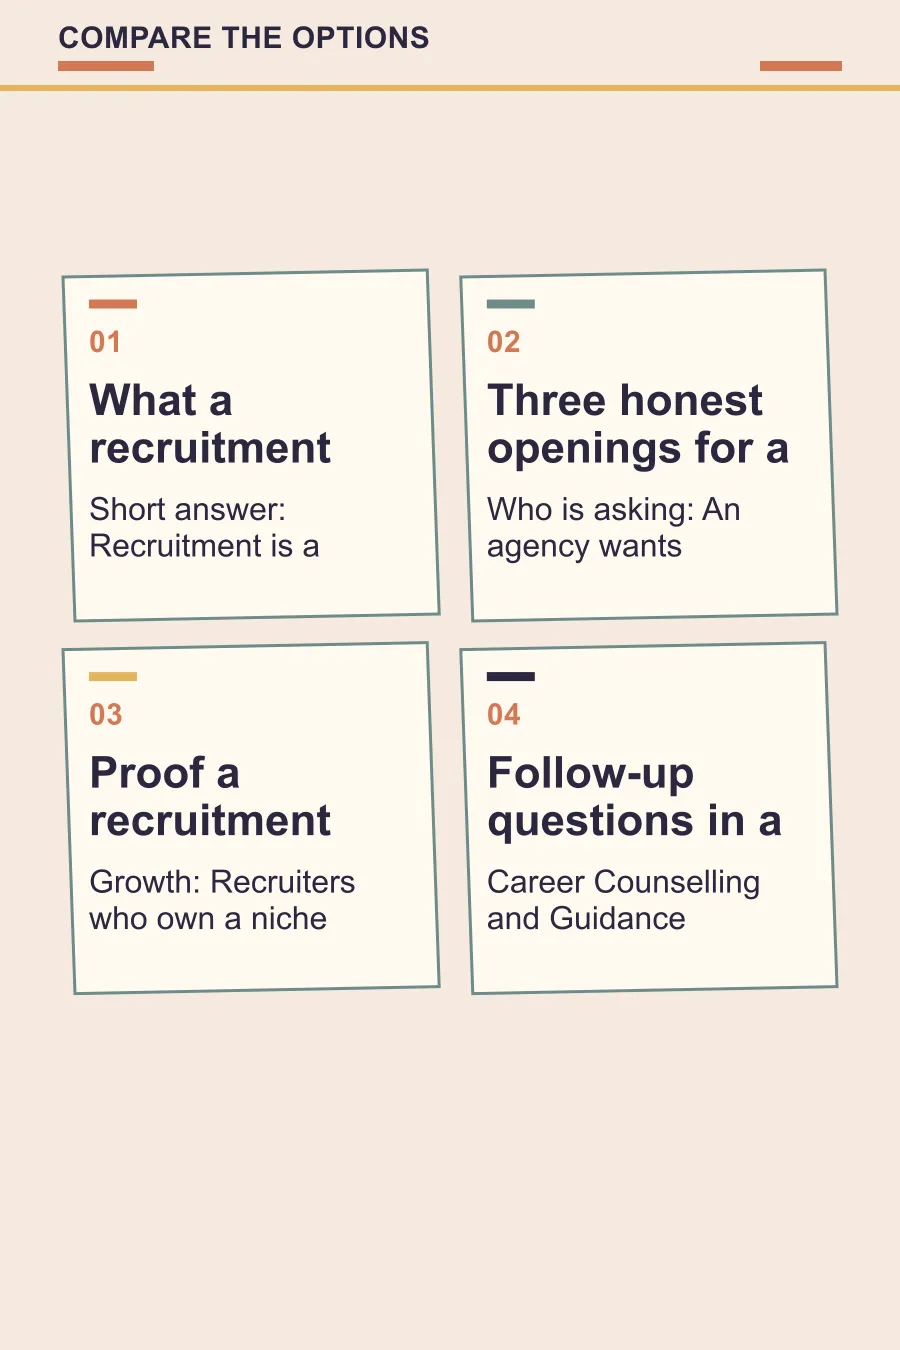 COMPARE THE OPTIONS
01
What a
recruitment
Short answer:
Recruitment is a
02
Three honest
openings for a
Who is asking: An
agency wants
03
Proof a
recruitment
Growth: Recruiters
who own a niche
04
Follow-up
questions in a
Career Counselling
and Guidance